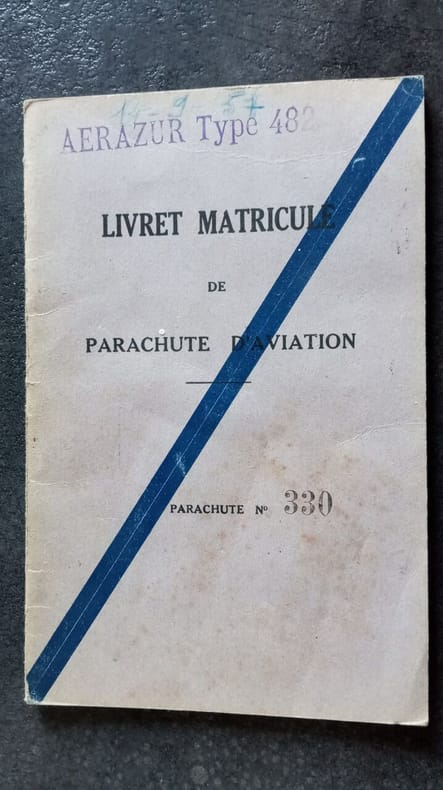 14-9-57
AERAZUR Type 482
LIVRET MATRICULE
DE
PARACHUTE D'AVIATION
PARACHUTE Nº 330